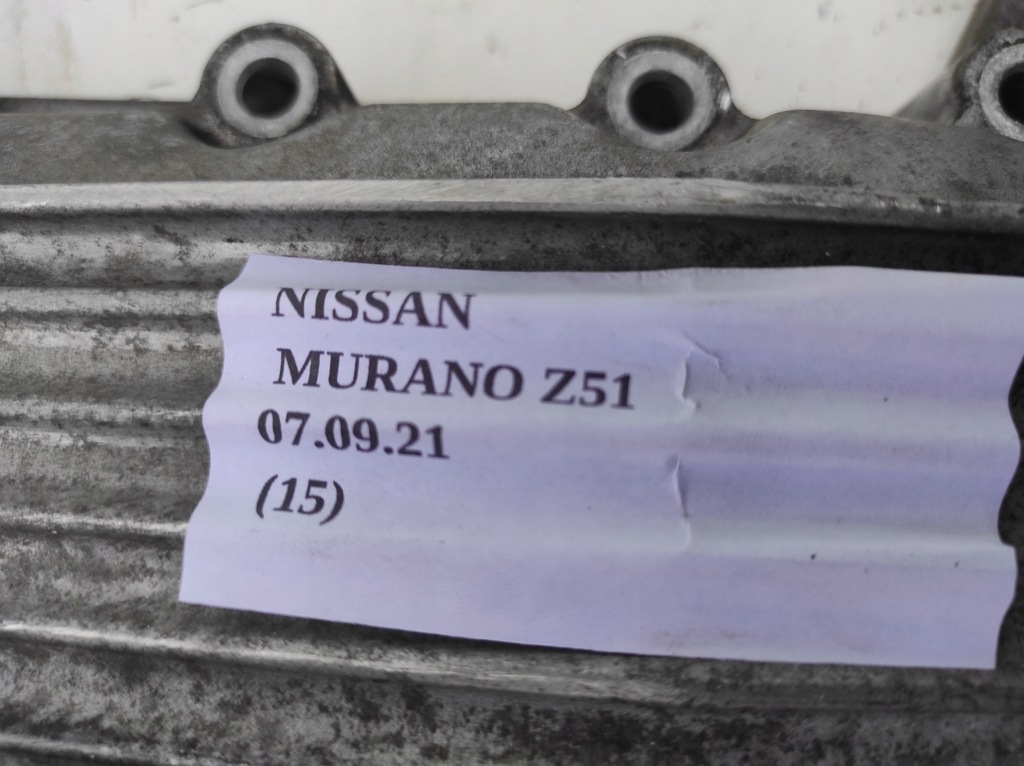 NISSAN
MURANO Z51
07.09.21
(15)